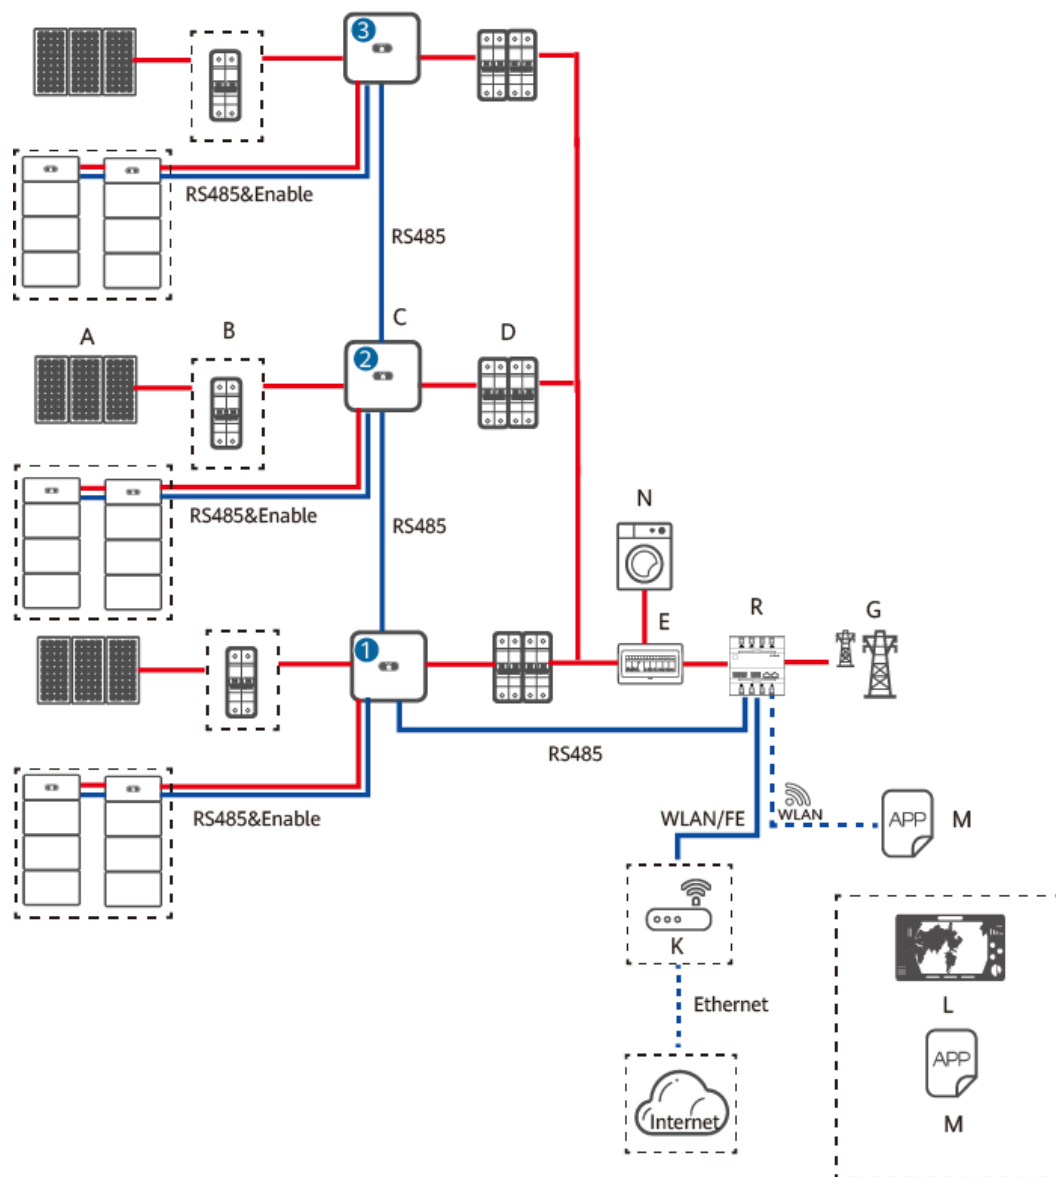 3
RS485&Enable
RS485
A
B
C
D
2
RS485&Enable
RS485
N
E
R
G
1
RS485
RS485&Enable
WLAN/FE
WLAN
APP
M
K
L
Ethernet
APP
M
Internet